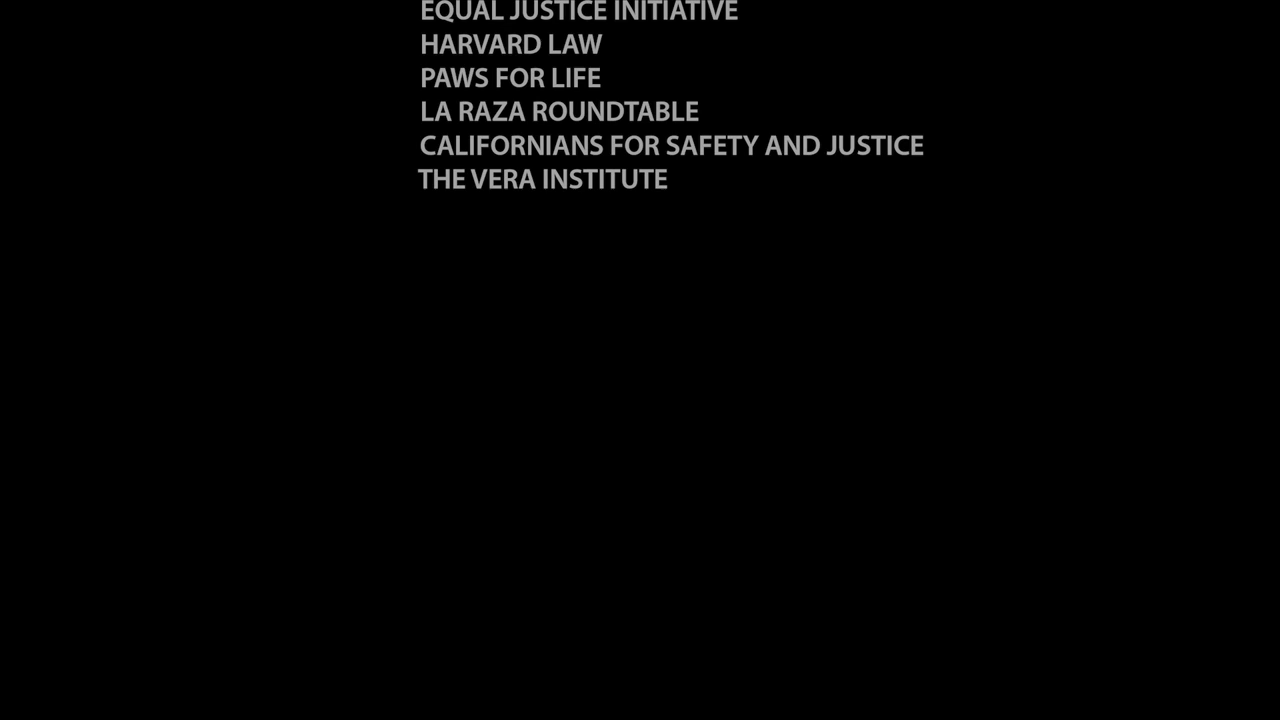 EQUAL JUSTICE INITIATIVE
HARVARD LAW
PAWS FOR LIFE
LA RAZA ROUNDTABLE
CALIFORNIANS FOR SAFETY AND JUSTICE
THE VERA INSTITUTE